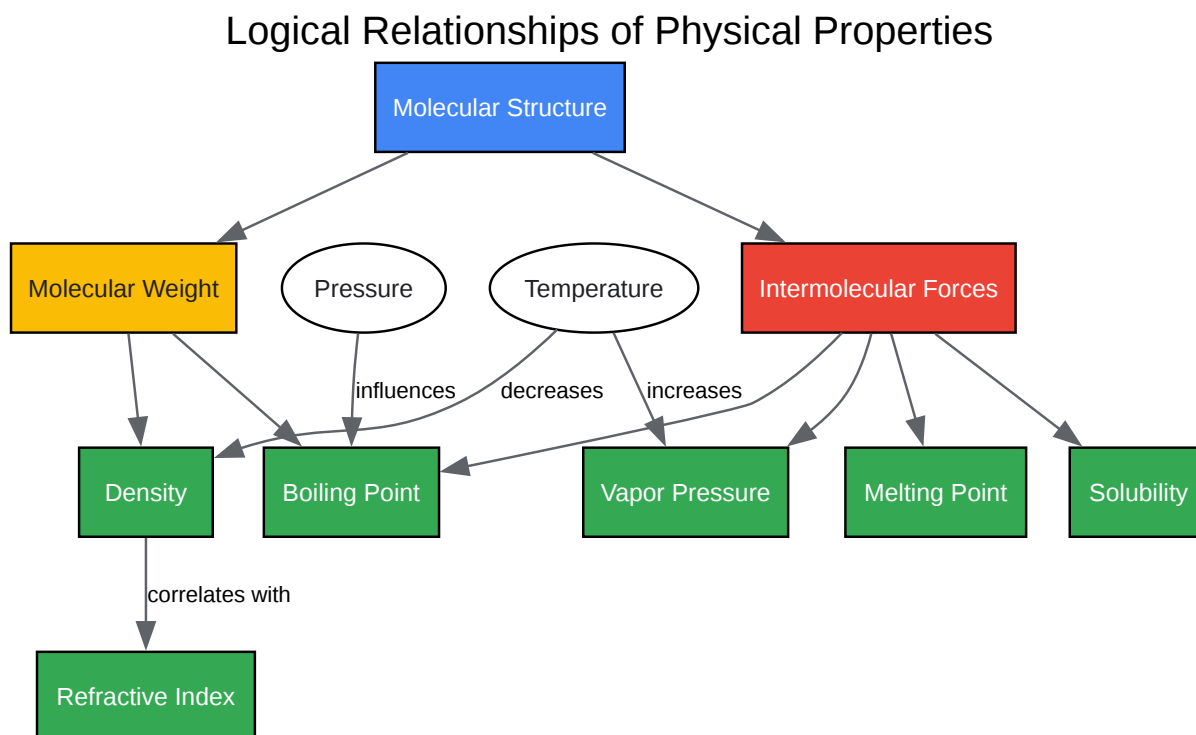 Logical Relationships of Physical Properties
Molecular Structure
Molecular Weight
Pressure
Temperature
Intermolecular Forces
influences
decreases
increases
Density
Boiling Point
Vapor Pressure
Melting Point
Solubility
correlates with
Refractive Index